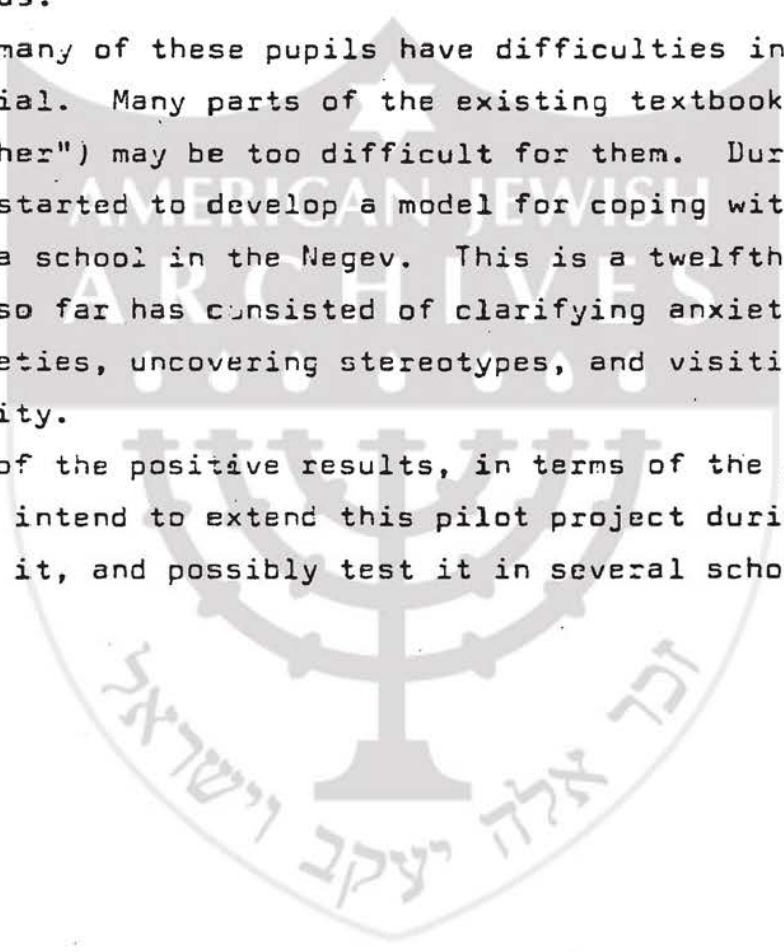 many of these pupils have difficulties in
ial. Many parts of the existing textbook
her") may be too difficult for them. Dur
started to develop a model for coping wit
a school in the Negev. This is a twelfth
so far has consisted of clarifying anxiet
eties, uncovering stereotypes, and visiti
ity.
of the positive results, in terms of the
intend to extend this pilot project duri
it, and possibly test it in several scho
AMERICAN JEWISH
ARCHIVES
זכר אלה יעקב וישראל